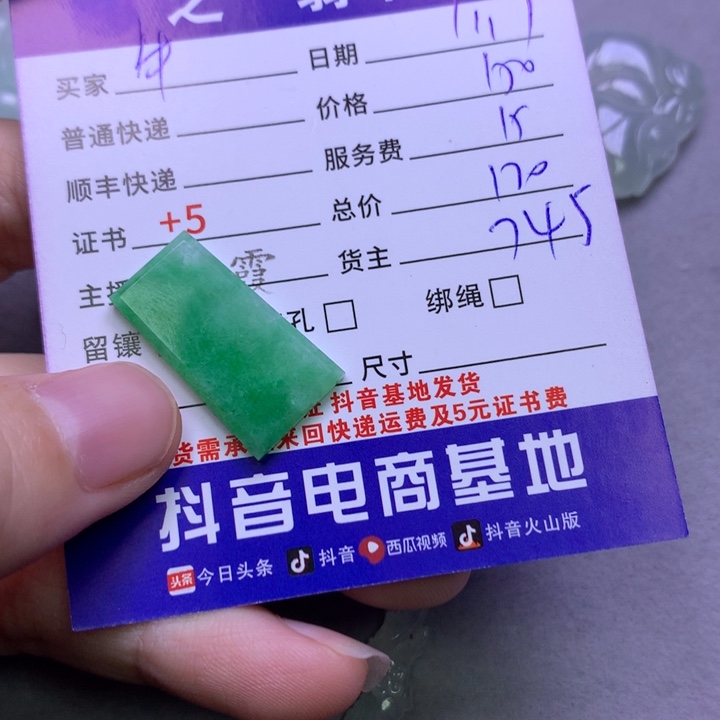 买家 日期
普通快递 价格 150
顺丰快递 服务费 15
证书 +5 总价 170
主播 霞 货主 745
孔 □ 绑绳 □
留镶 尺寸
抖音基地发货
货需承 来回快递运费及5元证书费
抖音电商基地
头条 今日头条 抖音 西瓜视频 抖音火山版